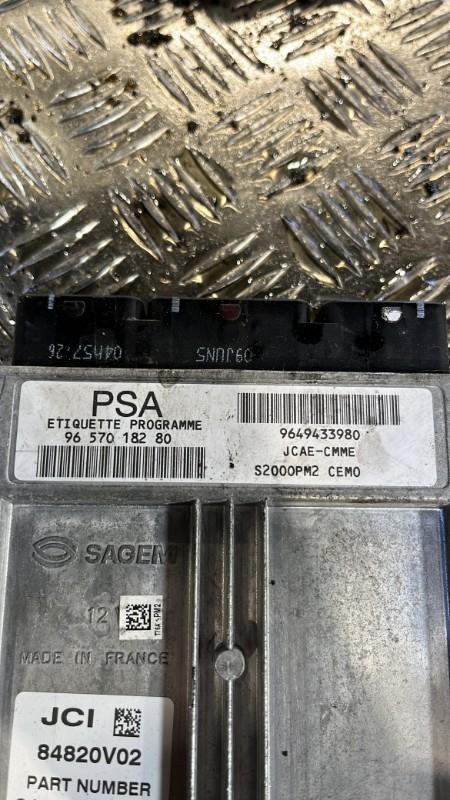 04h57:26 09JUN5
PSA
ETIQUETTE PROGRAMME
96 570 182 80
9649433980
JCAE-CMME
S2000PM2 CEMO
SAGEM
12
MADE IN FRANCE
JCI
84820V02
PART NUMBER